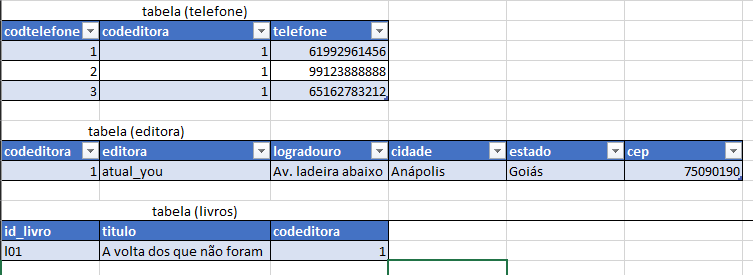 tabela (telefone)
codtelefone codeditora telefone
1 1 61992961456
2 1 99123888888
3 1 65162783212
tabela (editora)
codeditora editora logradouro cidade estado cep
1 atual_you Av. ladeira abaixo Anápolis Goiás 75090190
tabela (livros)
id_livro titulo codeditora
l01 A volta dos que não foram 1